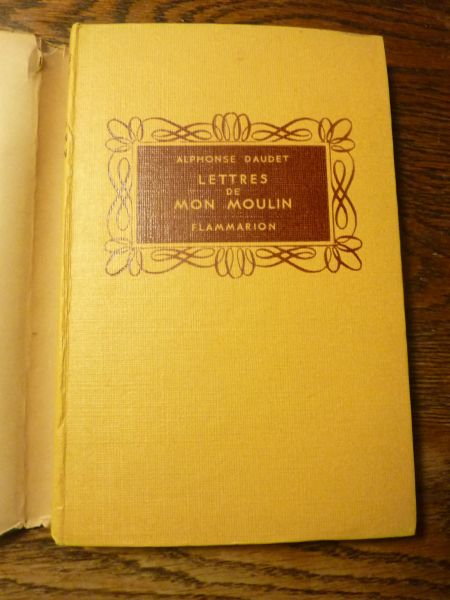 ALPHONSE DAUDET
LETTRES
DE
MON MOULIN
FLAMMARION